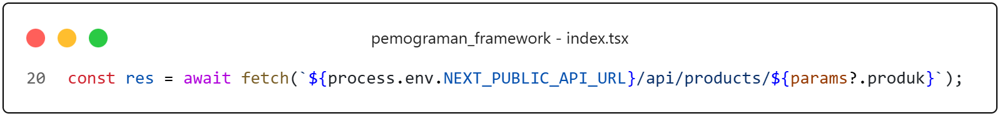 pemograman_framework - index.tsx
20 const res = await fetch(`${process.env.NEXT_PUBLIC_API_URL}/api/products/${params?.produk}`);